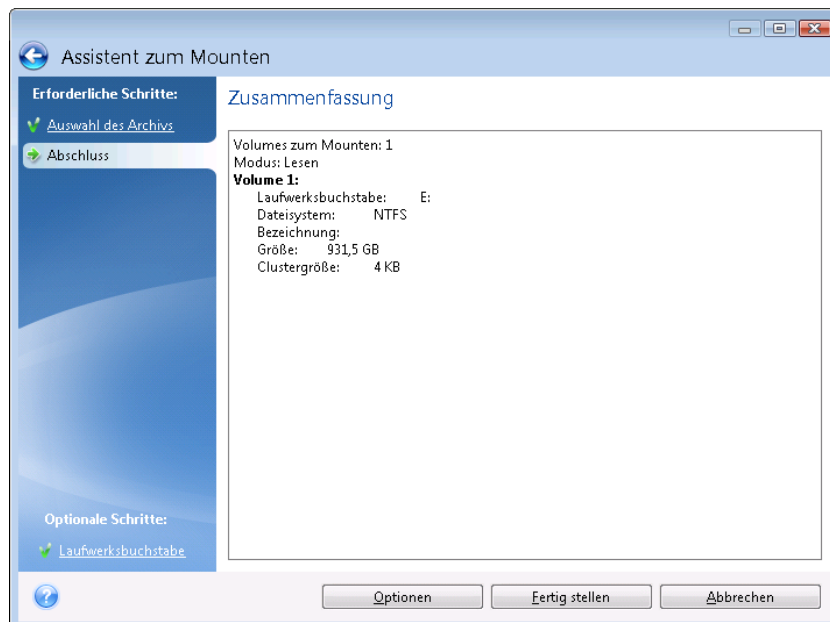 Assistent zum Mounten
Erforderliche Schritte:
Auswahl des Archivs
Abschluss
Zusammenfassung
Volumes zum Mounten: 1
Modus: Lesen
Volume 1:
Laufwerksbuchstabe: E:
Dateisystem: NTFS
Bezeichnung:
Größe: 931,5 GB
Clustergröße: 4 KB
Optionale Schritte:
Laufwerksbuchstabe
?
Optionen
Fertig stellen
Abbrechen